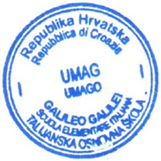 Republika Hrvatska
Repubblica di Croazia
UMAG
UMAGO
GALILEO GALILEI
SCUOLA ELEMENTARE ITALIANA
TALIJANSKA OSNOVNA ŠKOLA